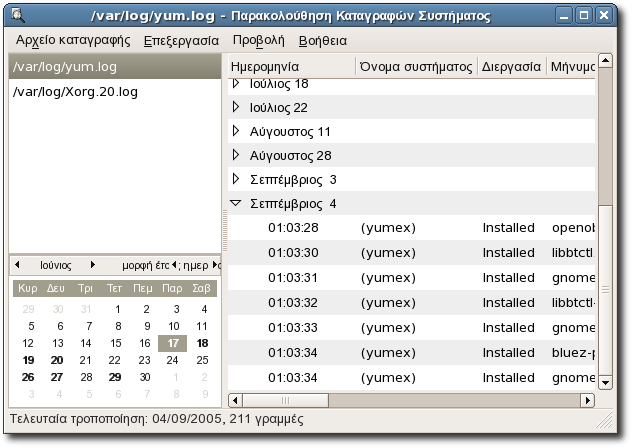 /var/log/yum.log - Παρακολούθηση Καταγραφών Συστήματος
Αρχείο καταγραφής Επεξεργασία Προβολή Βοήθεια
/var/log/yum.log
/var/log/Xorg.20.log
Ημερομηνία Όνομα συστήματος Διεργασία Μήνυμα
Ιούλιος 18
Ιούλιος 22
Αύγουστος 11
Αύγουστος 28
Σεπτέμβριος 3
Σεπτέμβριος 4
01:03:28 (yumex) Installed openob
01:03:30 (yumex) Installed libbtctl
01:03:31 (yumex) Installed gnome
01:03:32 (yumex) Installed libbtctl-
01:03:33 (yumex) Installed gnome
01:03:34 (yumex) Installed bluez-p
01:03:34 (yumex) Installed gnome
Ιούνιος μορφή έτο ; ημερ
Κυρ Δευ Τρι Τετ Πεμ Παρ Σαβ
29 30 31 1 2 3 4
5 6 7 8 9 10 11
12 13 14 15 16 17 18
19 20 21 22 23 24 25
26 27 28 29 30 1 2
3 4 5 6 7 8 9
Τελευταία τροποποίηση: 04/09/2005, 211 γραμμές